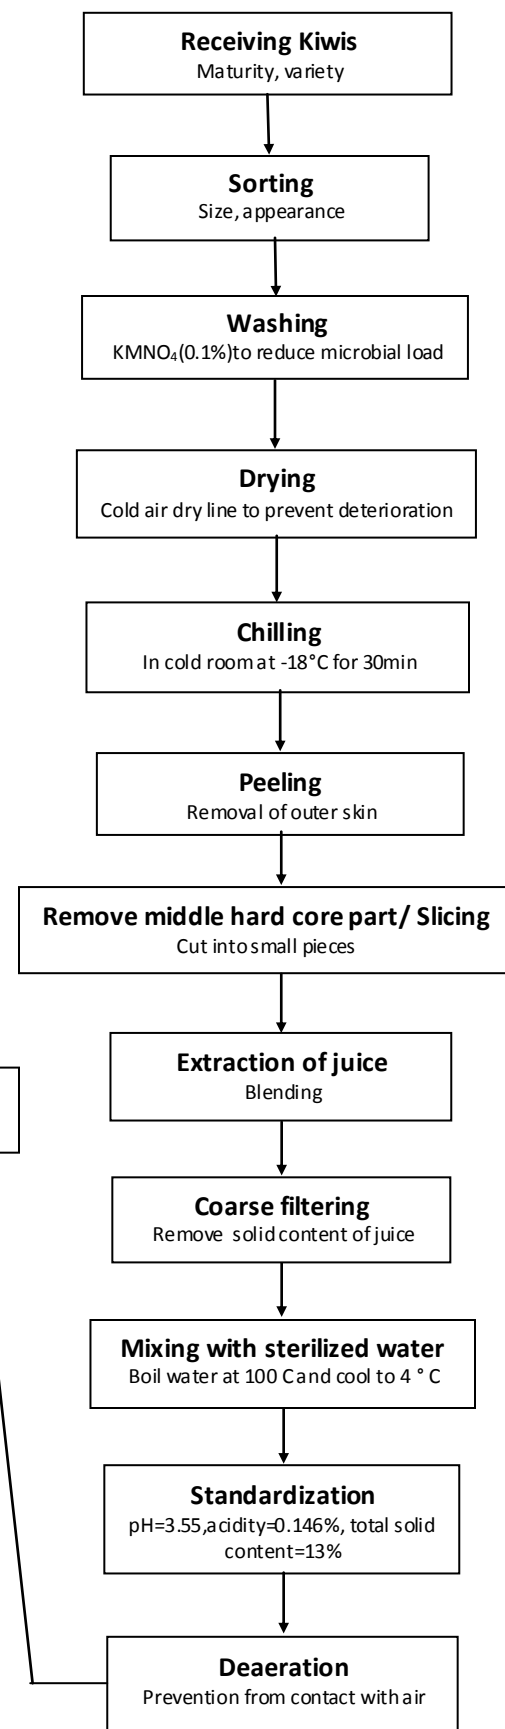 Receiving Kiwis
Maturity, variety
Sorting
Size, appearance
Washing
KMNO₄(0.1%)to reduce microbial load
Drying
Cold air dry line to prevent deterioration
Chilling
In cold room at -18°C for 30min
Peeling
Removal of outer skin
Remove middle hard core part/ Slicing
Cut into small pieces
Extraction of juice
Blending
Coarse filtering
Remove solid content of juice
Mixing with sterilized water
Boil water at 100 C and cool to 4 ° C
Standardization
pH=3.55,acidity=0.146%, total solid
content=13%
Deaeration
Prevention from contact with air